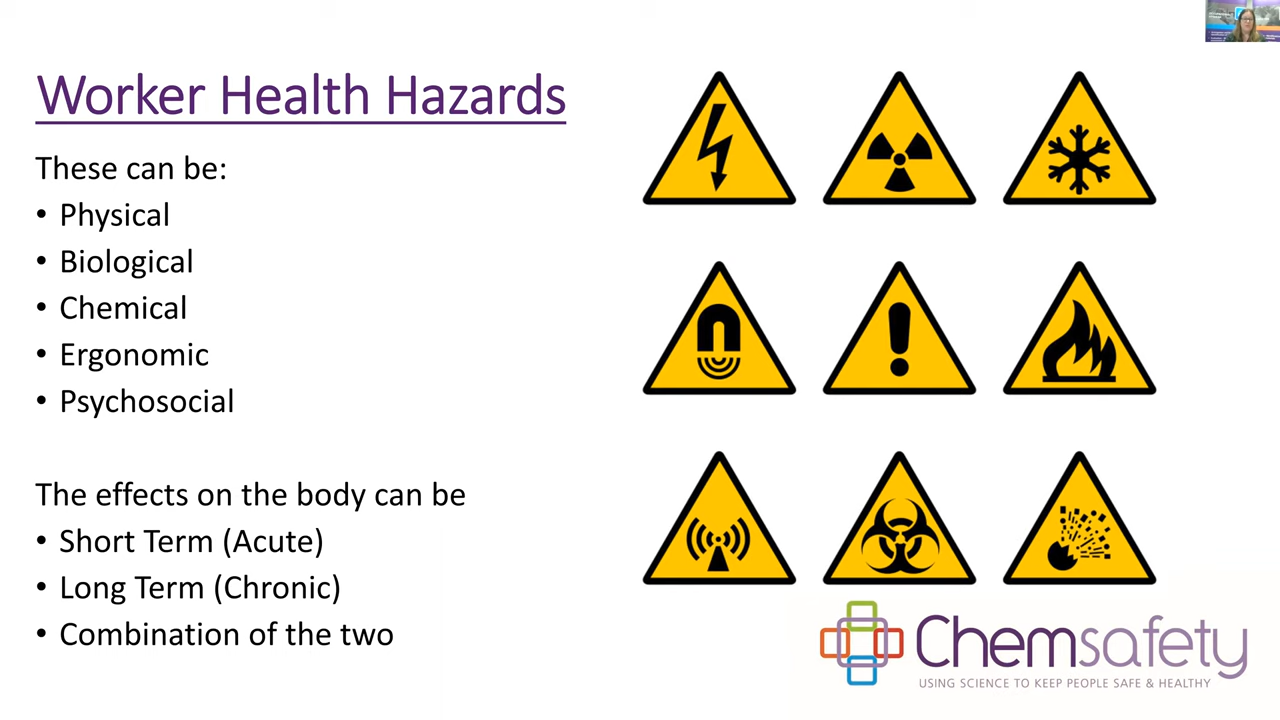 Worker Health Hazards
These can be:
• Physical
• Biological
• Chemical
• Ergonomic
• Psychosocial
The effects on the body can be
• Short Term (Acute)
• Long Term (Chronic)
• Combination of the two
Chemsafety
USING SCIENCE TO KEEP PEOPLE SAFE & HEALTHY